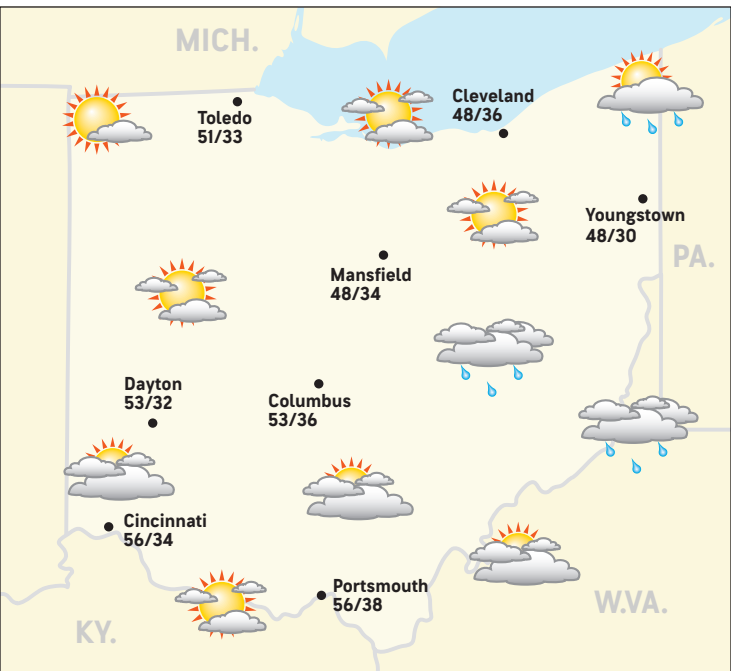 MICH.
Cleveland
48/36
Toledo
51/33
Youngstown
48/30
PA.
Mansfield
48/34
Dayton
53/32
Columbus
53/36
Cincinnati
56/34
Portsmouth
56/38
W.VA.
KY.